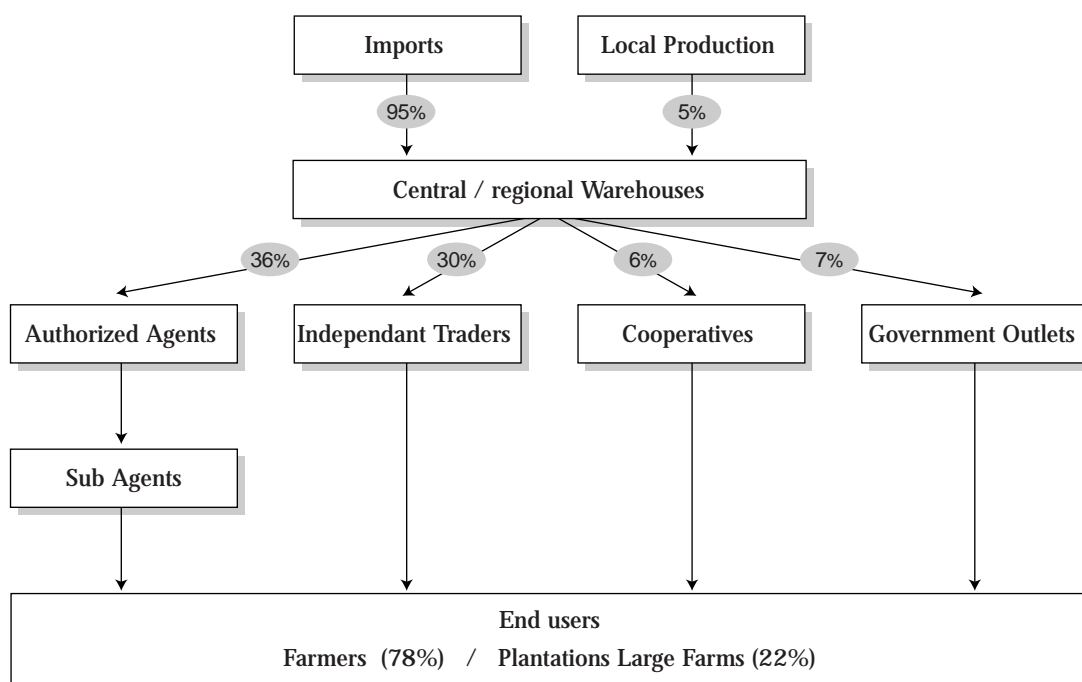 Imports
Local Production
95%
5%
Central / regional Warehouses
36%
30%
6%
7%
Authorized Agents
Independant Traders
Cooperatives
Government Outlets
Sub Agents
End users
Farmers (78%) / Plantations Large Farms (22%)